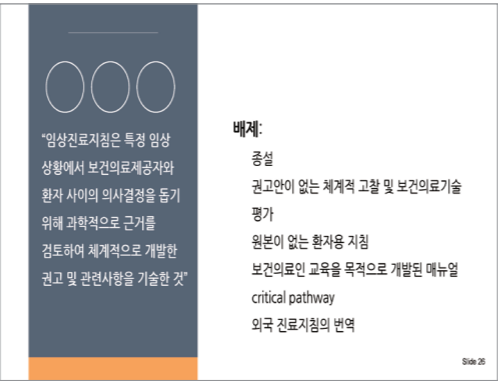 “임상진료지침은 특정 임상
상황에서 보건의료제공자와
환자 사이의 의사결정을 돕기
위해 과학적으로 근거를
검토하여 체계적으로 개발한
권고 및 관련사항을 기술한 것”
배제:
종설
권고안이 없는 체계적 고찰 및 보건의료기술
평가
원본이 없는 환자용 지침
보건의료인 교육을 목적으로 개발된 매뉴얼
critical pathway
외국 진료지침의 번역
Slide 26